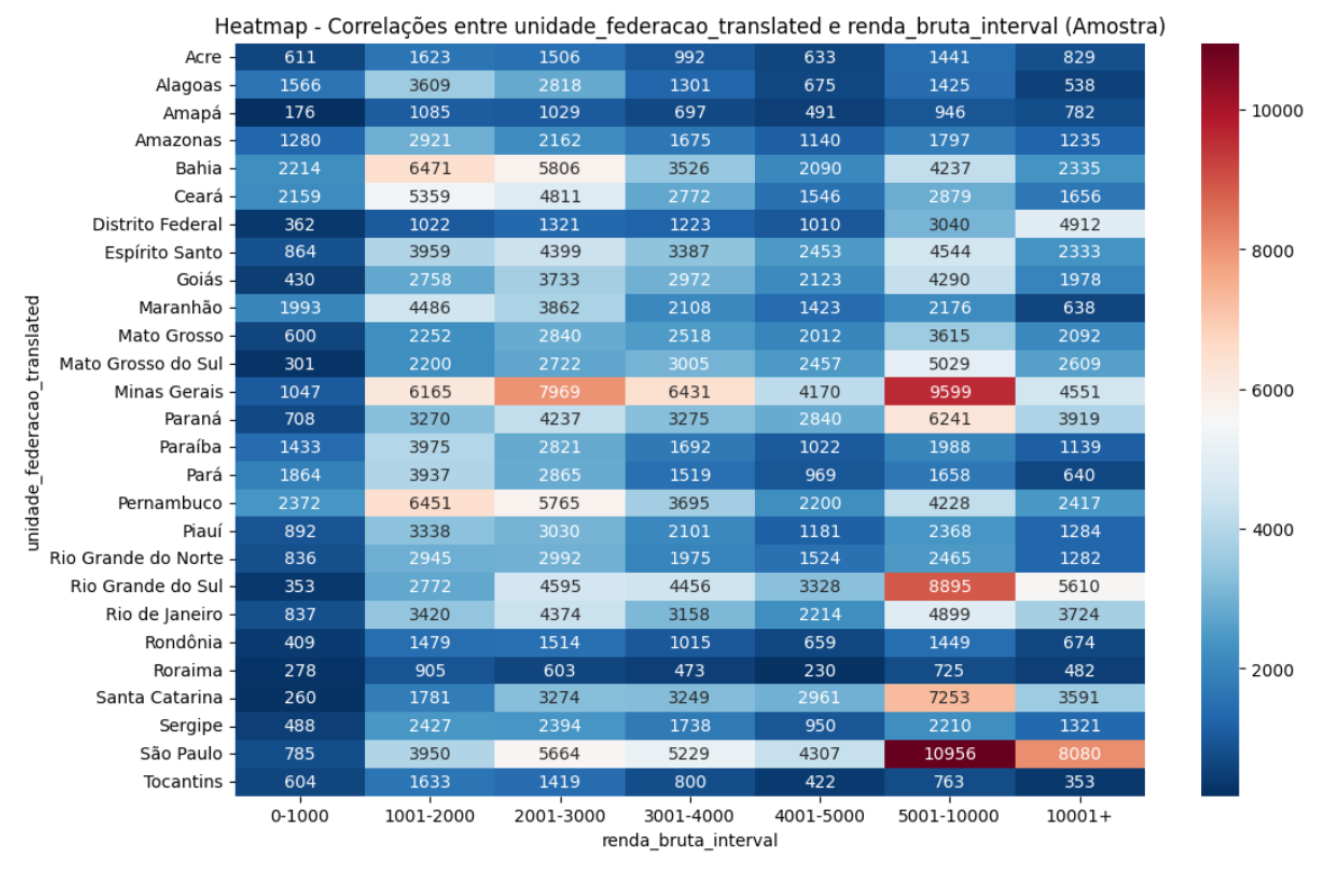 Heatmap - Correlações entre unidade_federacao_translated e renda_bruta_interval (Amostra)
Acre 611 1623 1506 992 633 1441 829
Alagoas 1566 3609 2818 1301 675 1425 538
Amapá 176 1085 1029 697 491 946 782
Amazonas 1280 2921 2162 1675 1140 1797 1235
Bahia 2214 6471 5806 3526 2090 4237 2335
Ceará 2159 5359 4811 2772 1546 2879 1656
Distrito Federal 362 1022 1321 1223 1010 3040 4912
Espírito Santo 864 3959 4399 3387 2453 4544 2333
Goiás 430 2758 3733 2972 2123 4290 1978
Maranhão 1993 4486 3862 2108 1423 2176 638
Mato Grosso 600 2252 2840 2518 2012 3615 2092
Mato Grosso do Sul 301 2200 2722 3005 2457 5029 2609
Minas Gerais 1047 6165 7969 6431 4170 9599 4551
Paraná 708 3270 4237 3275 2840 6241 3919
Paraíba 1433 3975 2821 1692 1022 1988 1139
Pará 1864 3937 2865 1519 969 1658 640
Pernambuco 2372 6451 5765 3695 2200 4228 2417
Piauí 892 3338 3030 2101 1181 2368 1284
Rio Grande do Norte 836 2945 2992 1975 1524 2465 1282
Rio Grande do Sul 353 2772 4595 4456 3328 8895 5610
Rio de Janeiro 837 3420 4374 3158 2214 4899 3724
Rondônia 409 1479 1514 1015 659 1449 674
Roraima 278 905 603 473 230 725 482
Santa Catarina 260 1781 3274 3249 2961 7253 3591
Sergipe 488 2427 2394 1738 950 2210 1321
São Paulo 785 3950 5664 5229 4307 10956 8080
Tocantins 604 1633 1419 800 422 763 353
0-1000 1001-2000 2001-3000 3001-4000 4001-5000 5001-10000 10001+
renda_bruta_interval
unidade_federacao_translated
10000
8000
6000
4000
2000